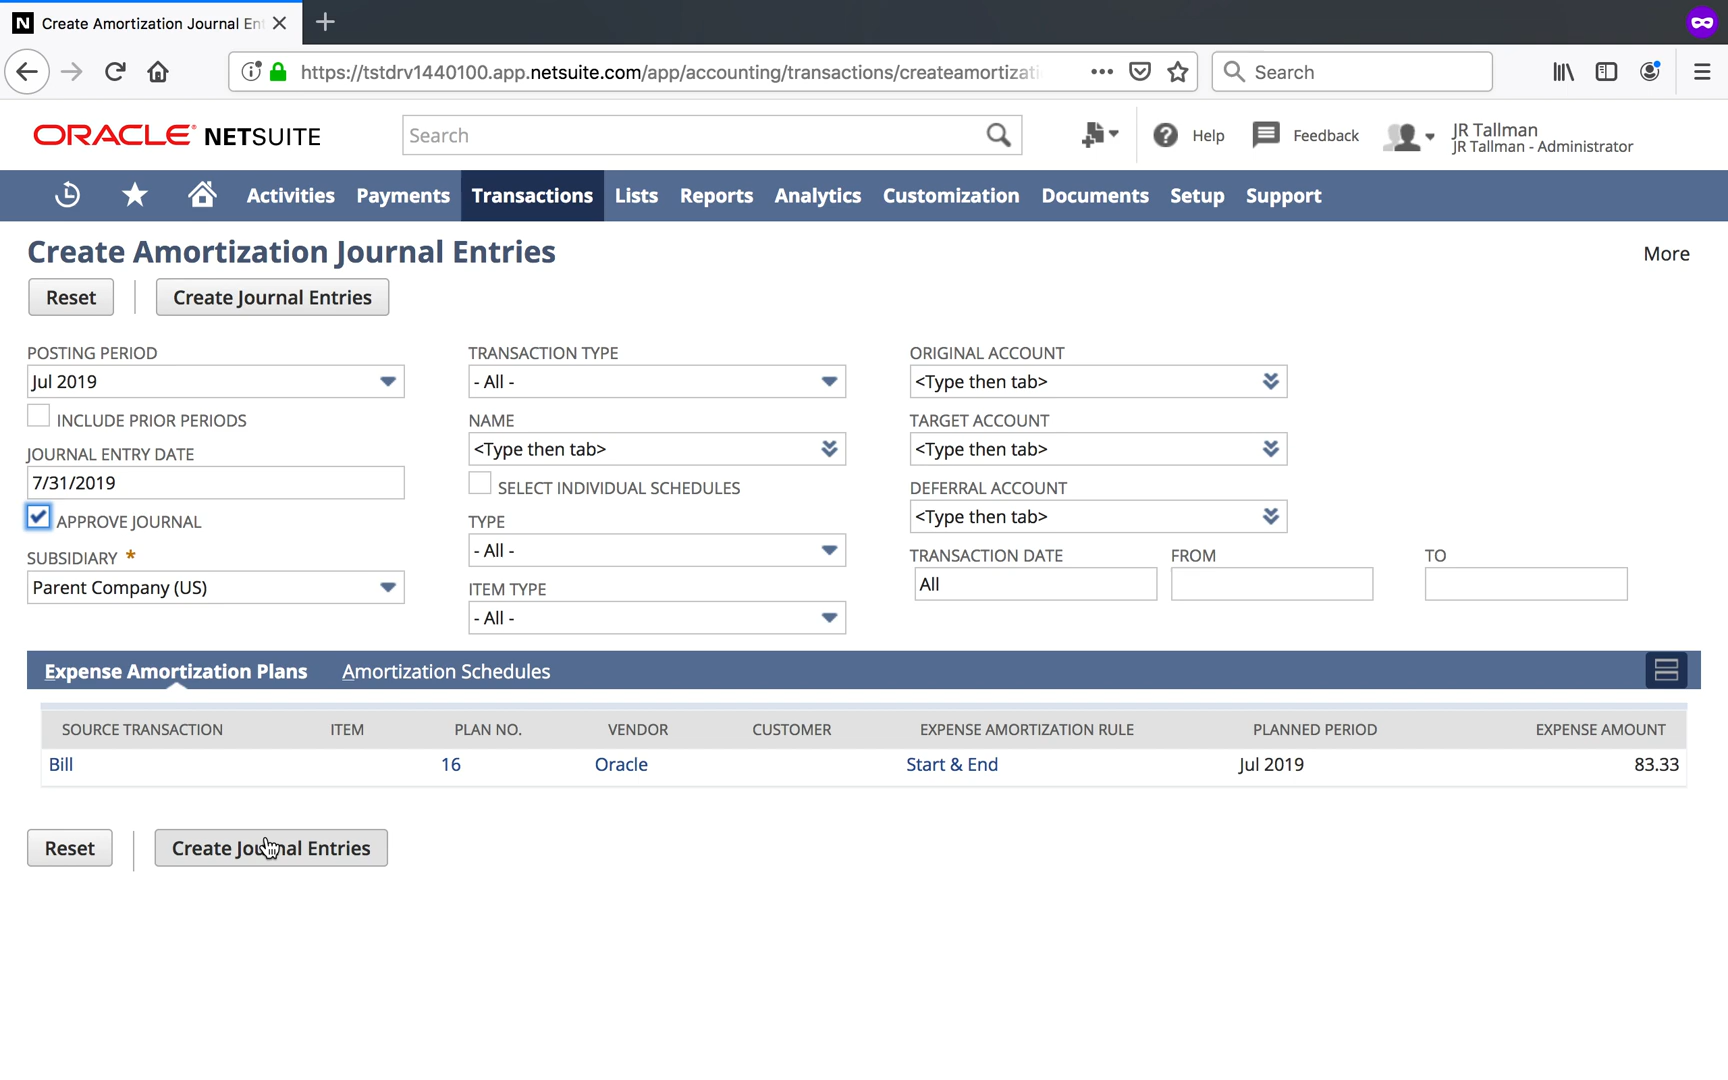 N Create Amortization Journal Ent
https://tstdrv1440100.app.netsuite.com/app/accounting/transactions/createamortizati
Search
ORACLE NETSUITE
Search
Help
Feedback
JR Tallman
JR Tallman - Administrator
Activities Payments Transactions Lists Reports Analytics Customization Documents Setup Support
Create Amortization Journal Entries
More
Reset
Create Journal Entries
POSTING PERIOD
Jul 2019
INCLUDE PRIOR PERIODS
JOURNAL ENTRY DATE
7/31/2019
APPROVE JOURNAL
SUBSIDIARY *
Parent Company (US)
TRANSACTION TYPE
- All -
NAME
<Type then tab>
SELECT INDIVIDUAL SCHEDULES
TYPE
- All -
ITEM TYPE
- All -
ORIGINAL ACCOUNT
<Type then tab>
TARGET ACCOUNT
<Type then tab>
DEFERRAL ACCOUNT
<Type then tab>
TRANSACTION DATE FROM TO
All
Expense Amortization Plans Amortization Schedules
SOURCE TRANSACTION ITEM PLAN NO. VENDOR CUSTOMER EXPENSE AMORTIZATION RULE PLANNED PERIOD EXPENSE AMOUNT
Bill 16 Oracle Start & End Jul 2019 83.33
Reset
Create Journal Entries